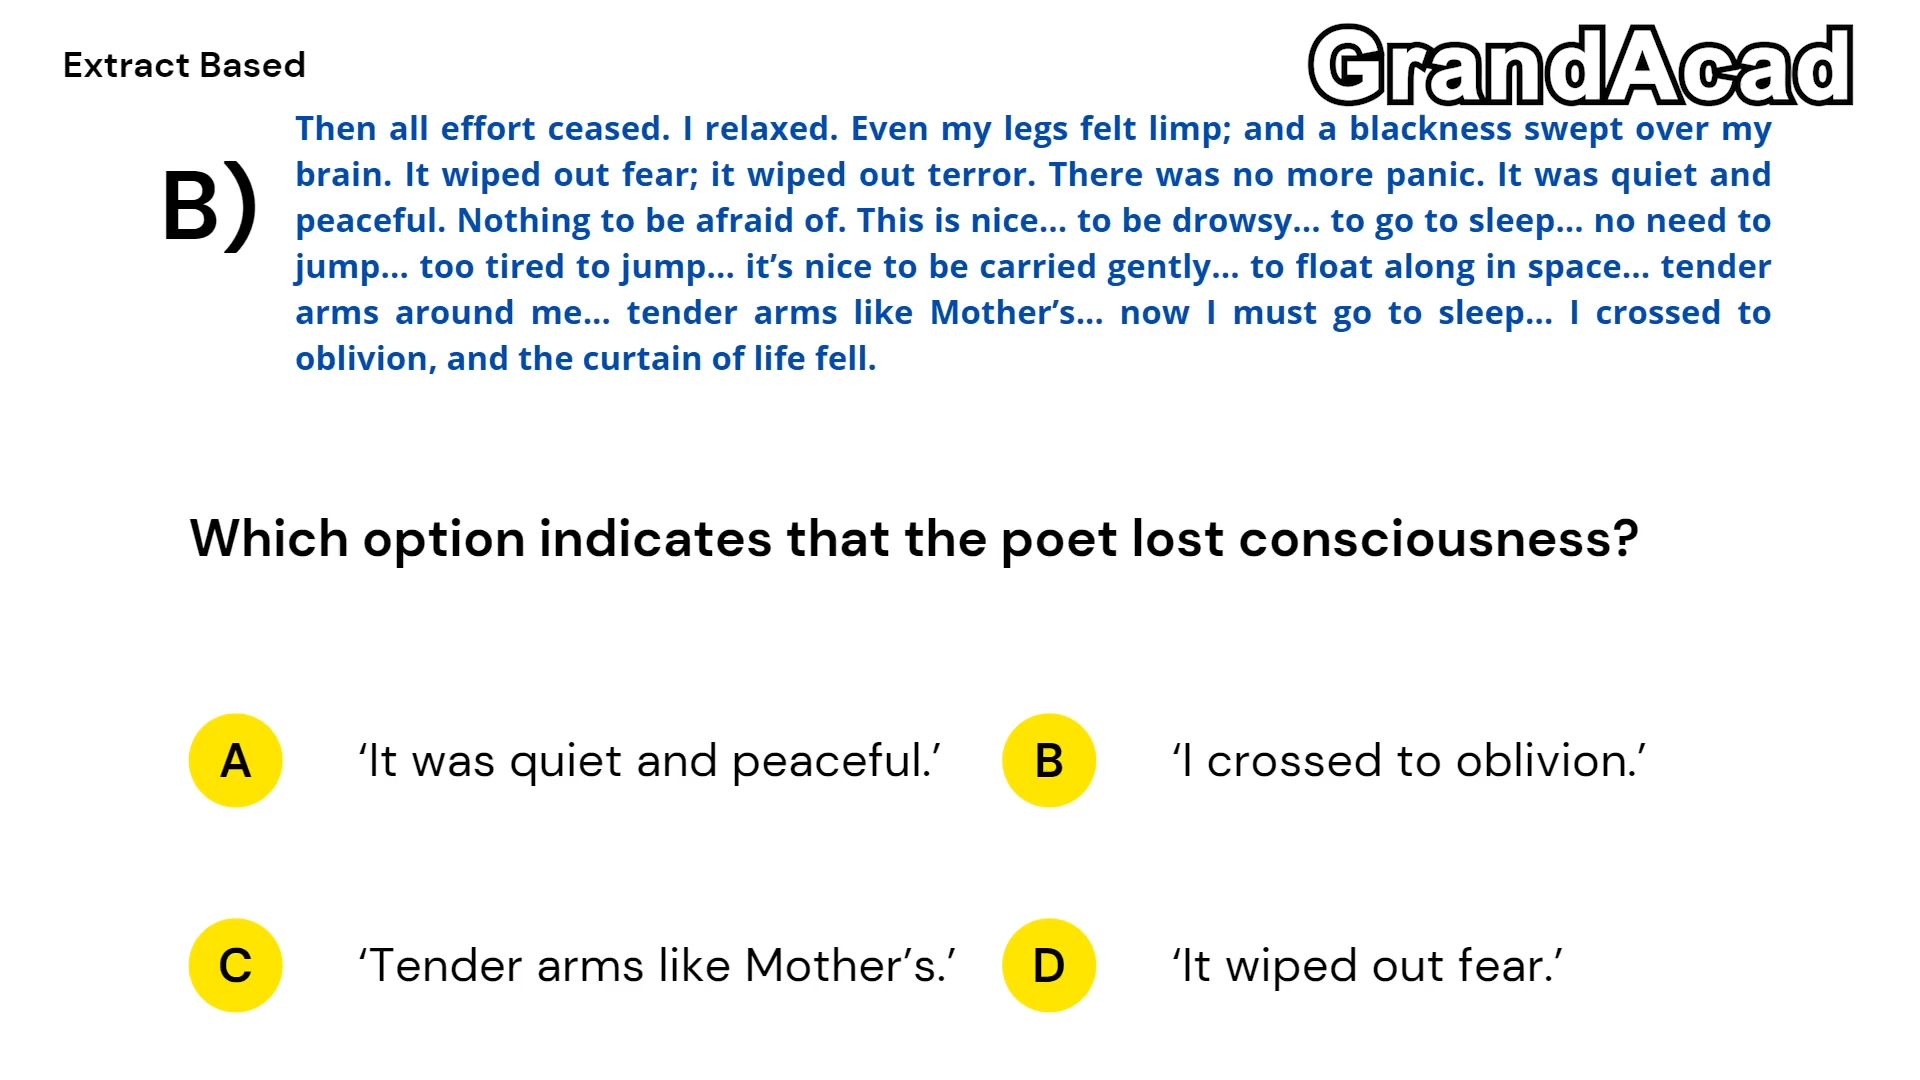 Extract Based
GrandAcad
B)
Then all effort ceased. I relaxed. Even my legs felt limp; and a blackness swept over my
brain. It wiped out fear; it wiped out terror. There was no more panic. It was quiet and
peaceful. Nothing to be afraid of. This is nice... to be drowsy... to go to sleep... no need to
jump... too tired to jump... it’s nice to be carried gently... to float along in space... tender
arms around me... tender arms like Mother’s... now I must go to sleep... I crossed to
oblivion, and the curtain of life fell.
Which option indicates that the poet lost consciousness?
A ‘It was quiet and peaceful.’
B ‘I crossed to oblivion.’
C ‘Tender arms like Mother’s.’
D ‘It wiped out fear.’